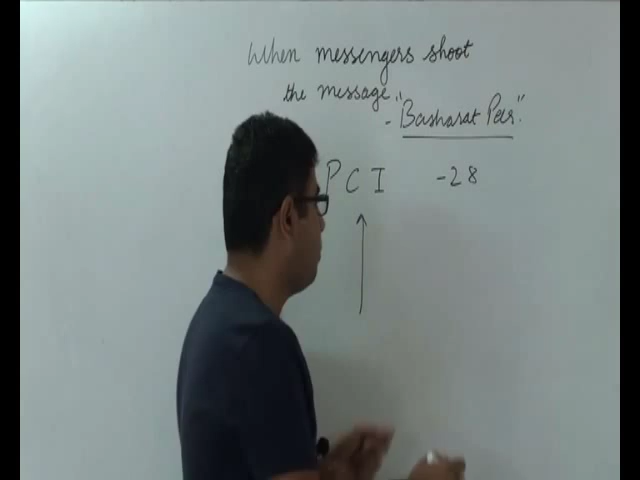 When messengers shoot
the message."
- "Basharat Peer".
PCI -28